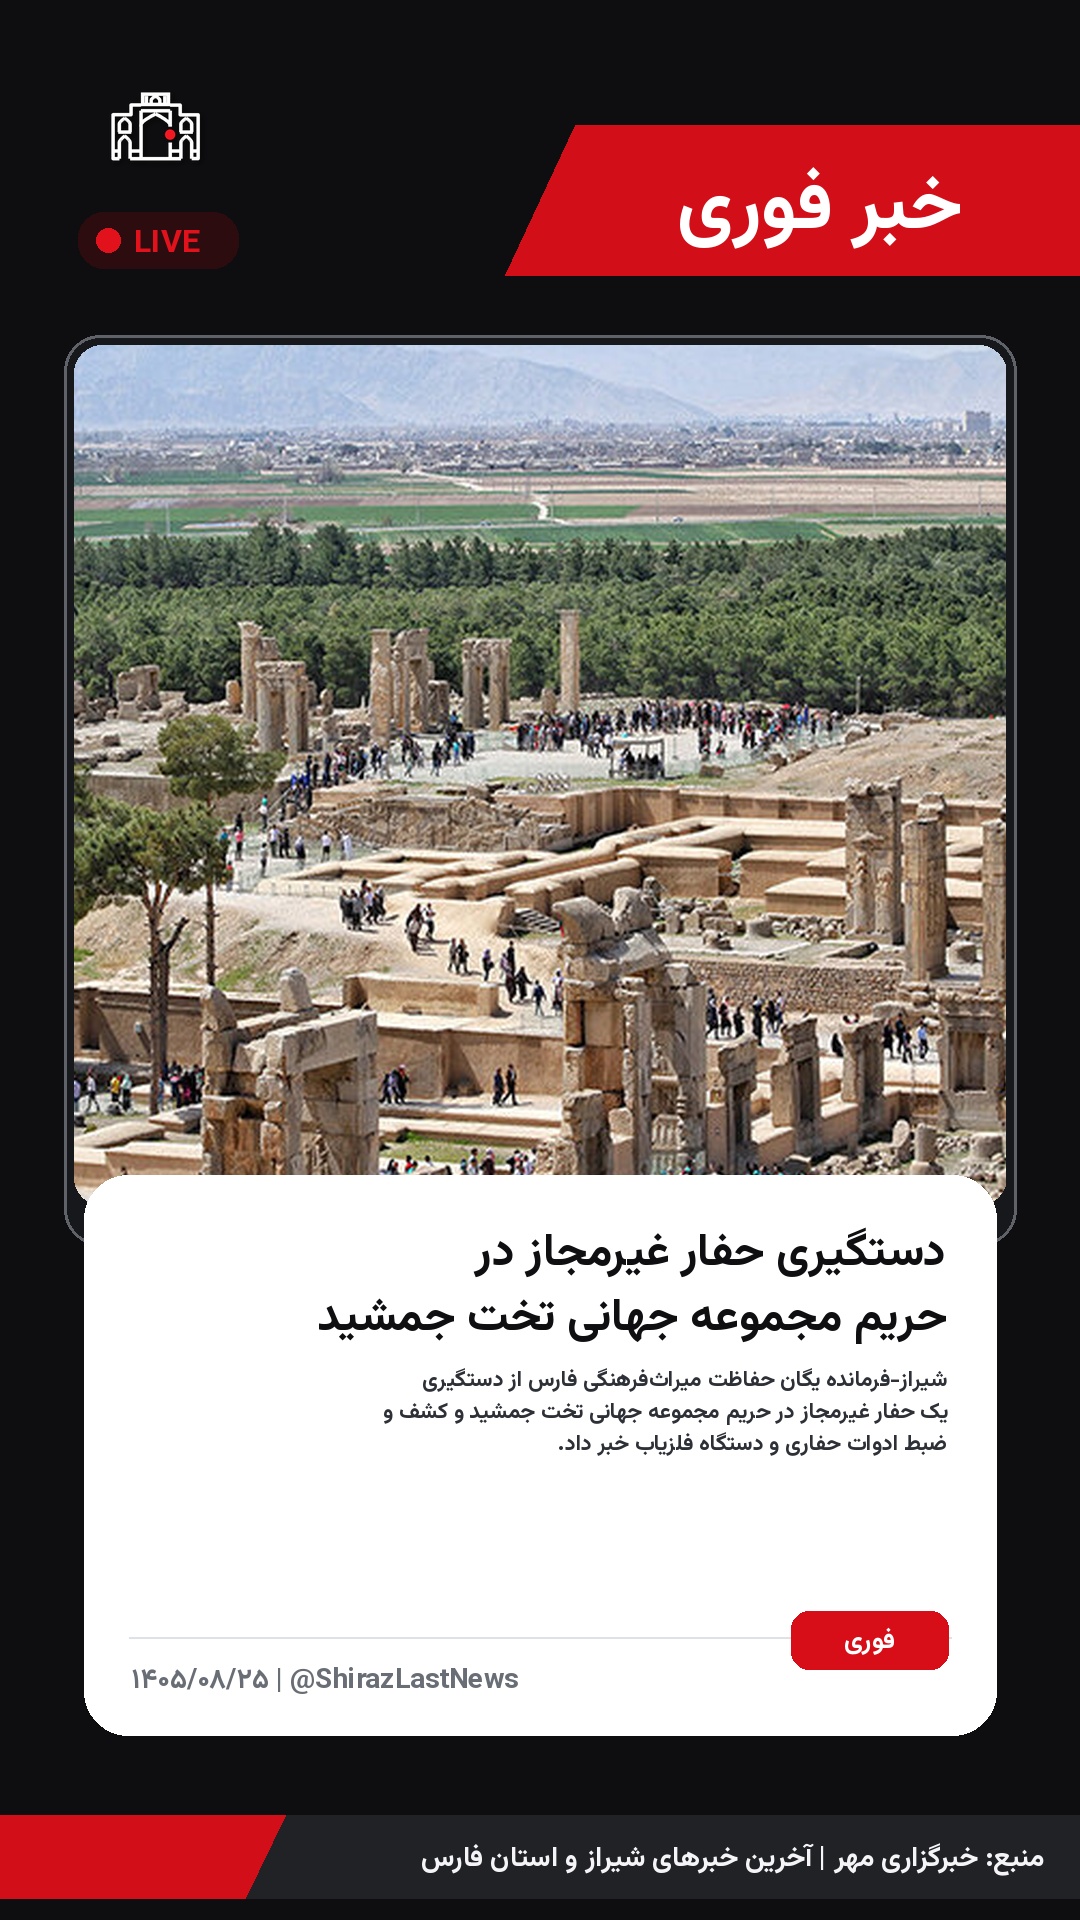 خبر فوری
LIVE
دستگیری حفار غیرمجاز در
حریم مجموعه جهانی تخت جمشید
شیراز-فرمانده یگان حفاظت میراث‌فرهنگی فارس از دستگیری
یک حفار غیرمجاز در حریم مجموعه جهانی تخت جمشید و کشف و
ضبط ادوات حفاری و دستگاه فلزیاب خبر داد.
فوری
۱۴۰۵/۰۸/۲۵ | @ShirazLastNews
منبع: خبرگزاری مهر | آخرین خبرهای شیراز و استان فارس